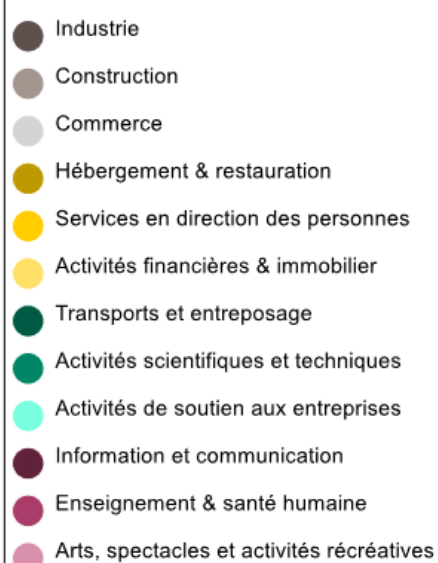 Industrie
Construction
Commerce
Hébergement & restauration
Services en direction des personnes
Activités financières & immobilier
Transports et entreposage
Activités scientifiques et techniques
Activités de soutien aux entreprises
Information et communication
Enseignement & santé humaine
Arts, spectacles et activités récréatives